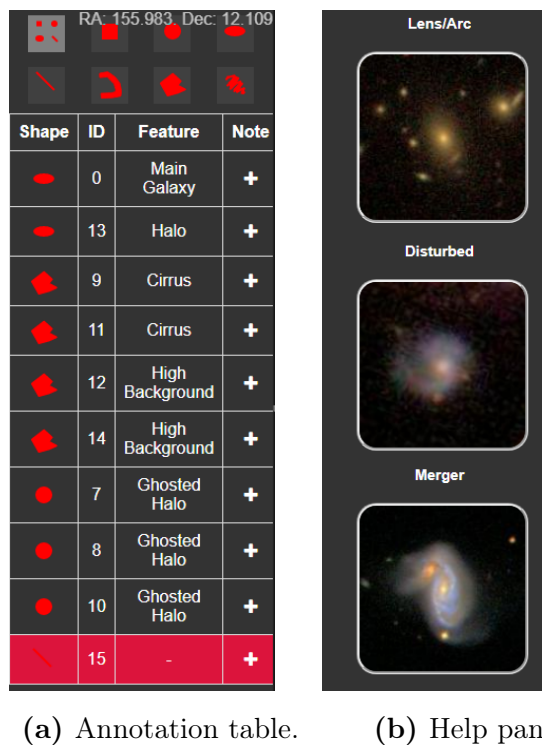 RA: 155.983. Dec: 12.109
Shape ID Feature Note
0 Main Galaxy +
13 Halo +
9 Cirrus +
11 Cirrus +
12 High Background +
14 High Background +
7 Ghosted Halo +
8 Ghosted Halo +
10 Ghosted Halo +
15 - +
(a) Annotation table.
Lens/Arc
Disturbed
Merger
(b) Help pan